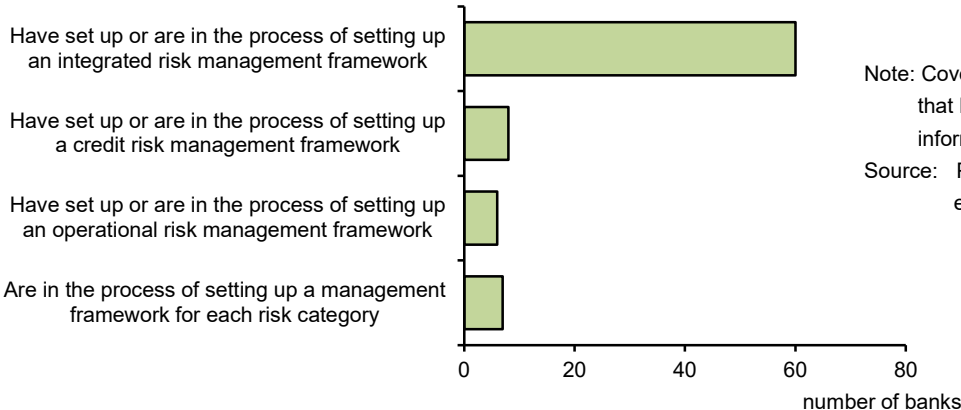 Have set up or are in the process of setting up
an integrated risk management framework
Have set up or are in the process of setting up
a credit risk management framework
Have set up or are in the process of setting up
an operational risk management framework
Are in the process of setting up a management
framework for each risk category
0 20 40 60 80
number of banks
Note:
that
Source: